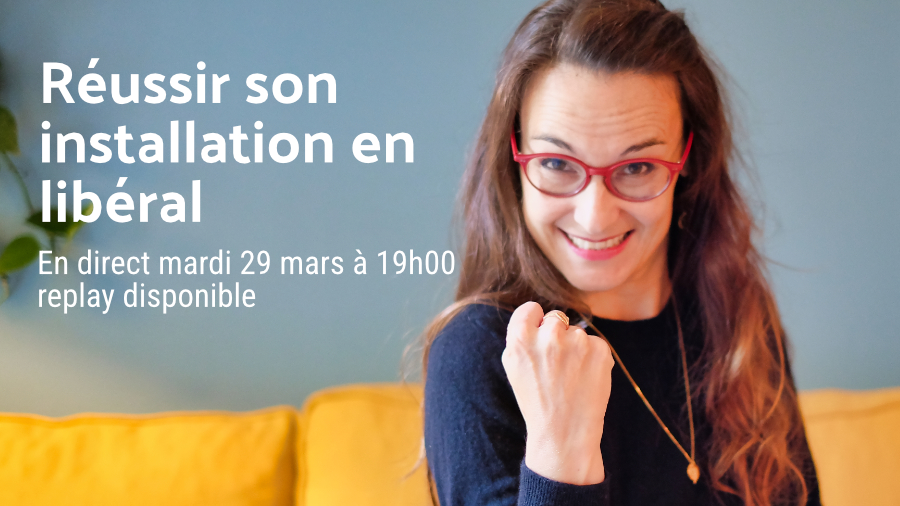 Réussir son
installation en
libéral
En direct mardi 29 mars à 19h00
replay disponible